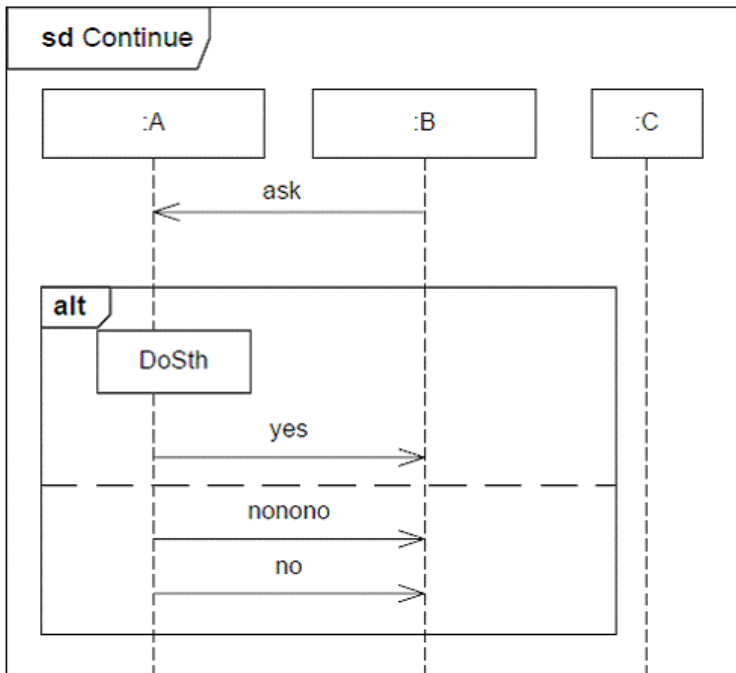 sd Continue
:A
:B
:C
ask
alt
DoSth
yes
nonono
no